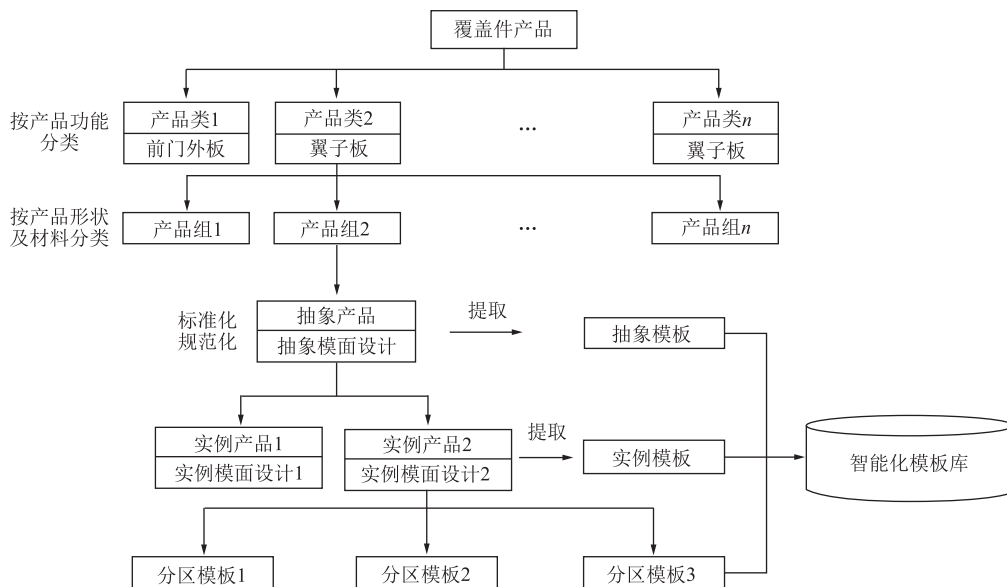 覆盖件产品
按产品功能
分类
产品类1
前门外板
产品类2
翼子板
...
产品类n
翼子板
按产品形状
及材料分类
产品组1
产品组2
...
产品组n
标准化
规范化
抽象产品
抽象模面设计
提取
抽象模板
实例产品1
实例模面设计1
实例产品2
实例模面设计2
提取
实例模板
智能化模板库
分区模板1
分区模板2
分区模板3